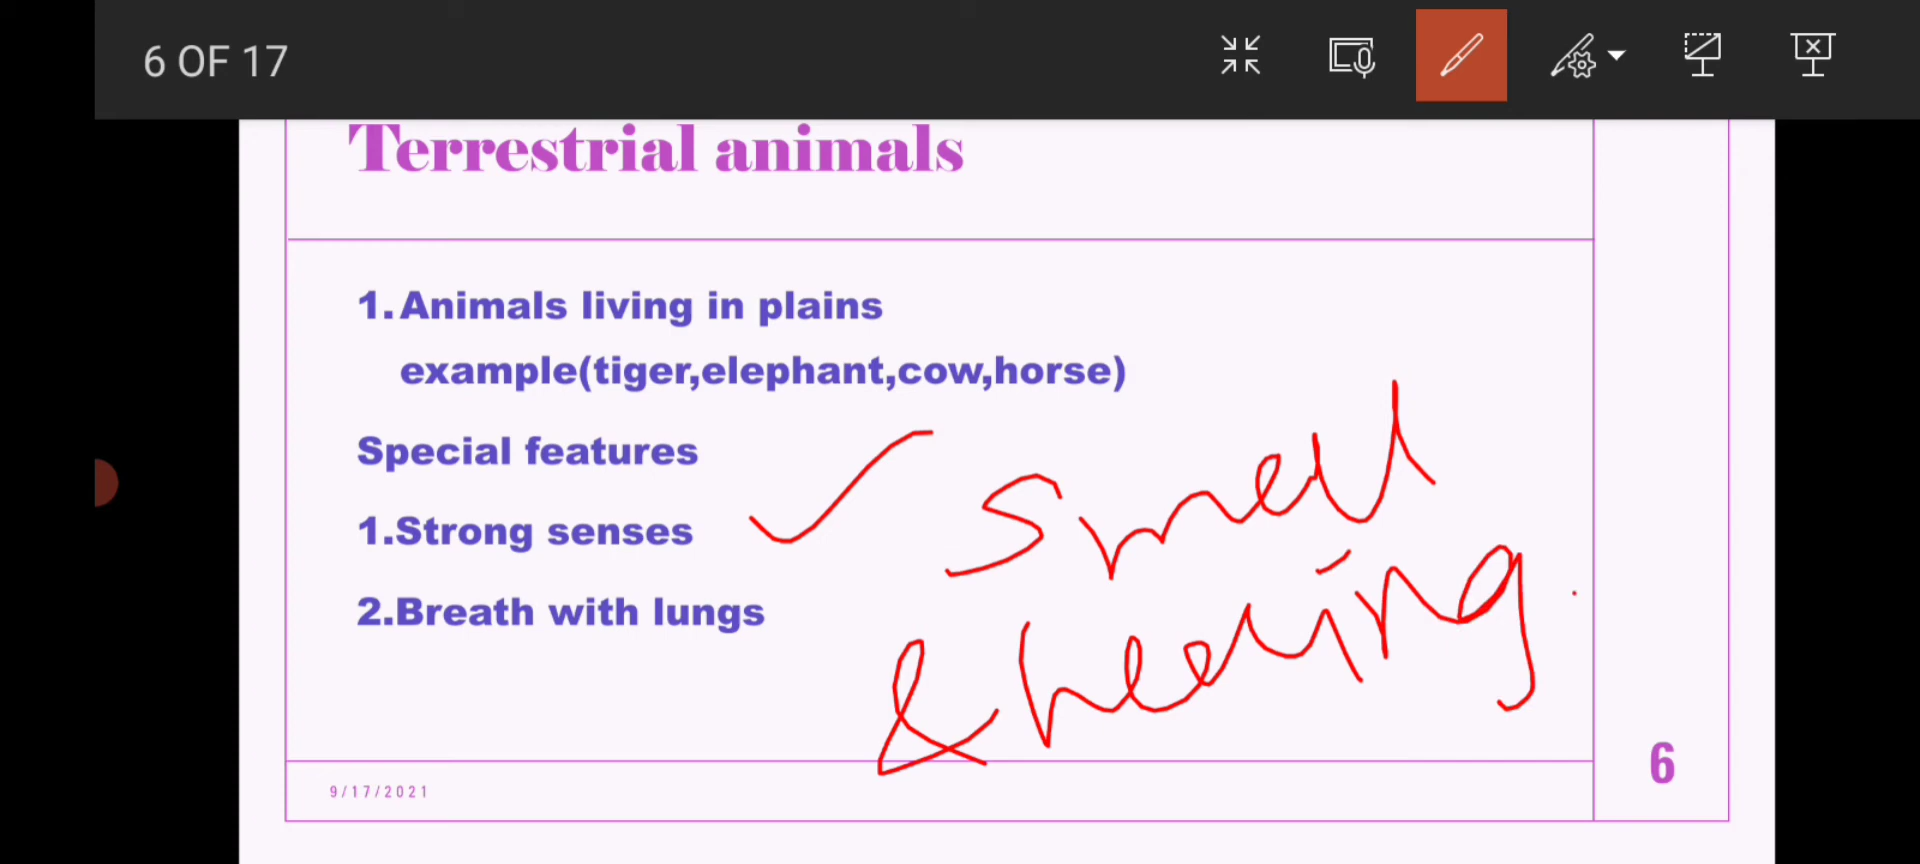 6 OF 17
Terrestrial animals
1. Animals living in plains
example(tiger,elephant,cow,horse)
Special features
1.Strong senses
2.Breath with lungs
Smell
& heering
9/17/2021
6